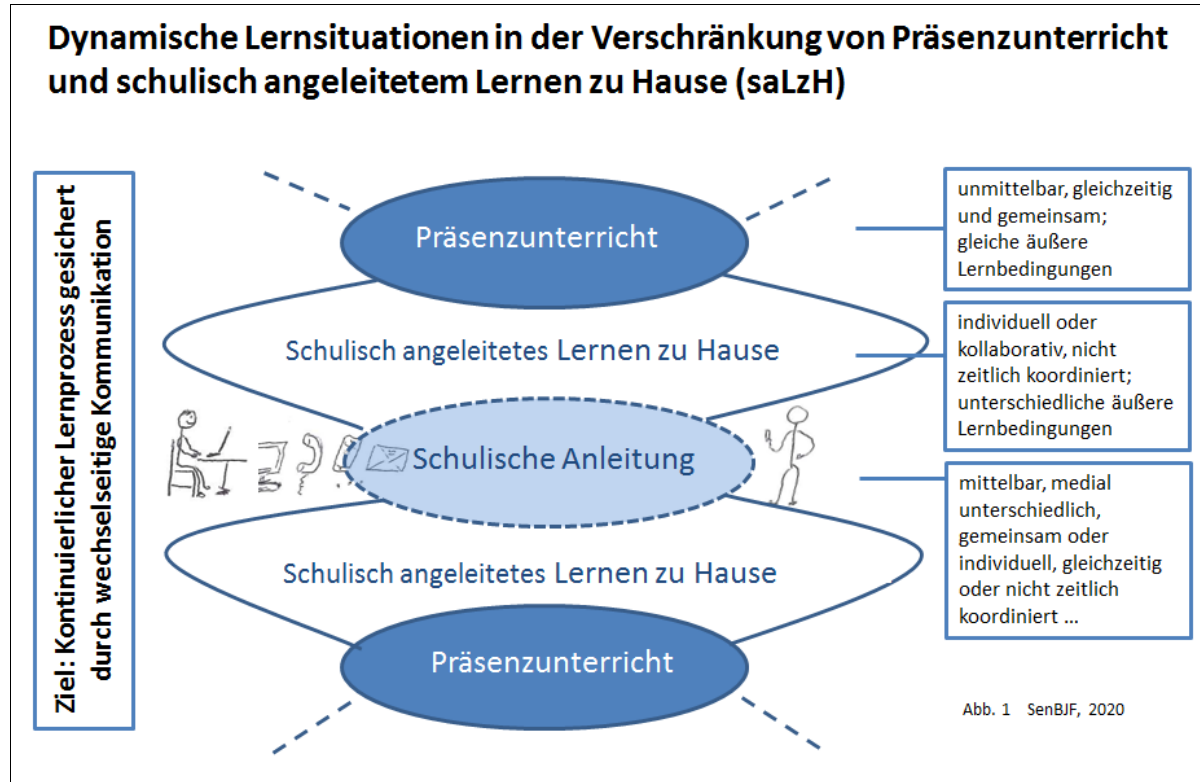 Dynamische Lernsituationen in der Verschränkung von Präsenzunterricht
und schulisch angeleitetem Lernen zu Hause (saLzH)
Ziel: Kontinuierlicher Lernprozess gesichert
durch wechselseitige Kommunikation
Präsenzunterricht
unmittelbar, gleichzeitig
und gemeinsam;
gleiche äußere
Lernbedingungen
Schulisch angeleitetes Lernen zu Hause
individuell oder
kollaborativ, nicht
zeitlich koordiniert;
unterschiedliche äußere
Lernbedingungen
Schulische Anleitung
mittelbar, medial
unterschiedlich,
gemeinsam oder
individuell, gleichzeitig
oder nicht zeitlich
koordiniert ...
Schulisch angeleitetes Lernen zu Hause
Präsenzunterricht
Abb. 1 SenBJF, 2020